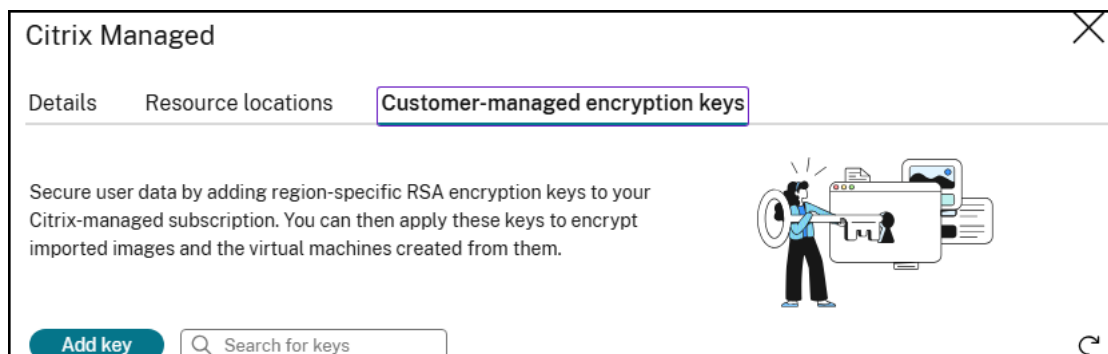 Citrix Managed
Details Resource locations Customer-managed encryption keys
Secure user data by adding region-specific RSA encryption keys to your
Citrix-managed subscription. You can then apply these keys to encrypt
imported images and the virtual machines created from them.
Add key Search for keys